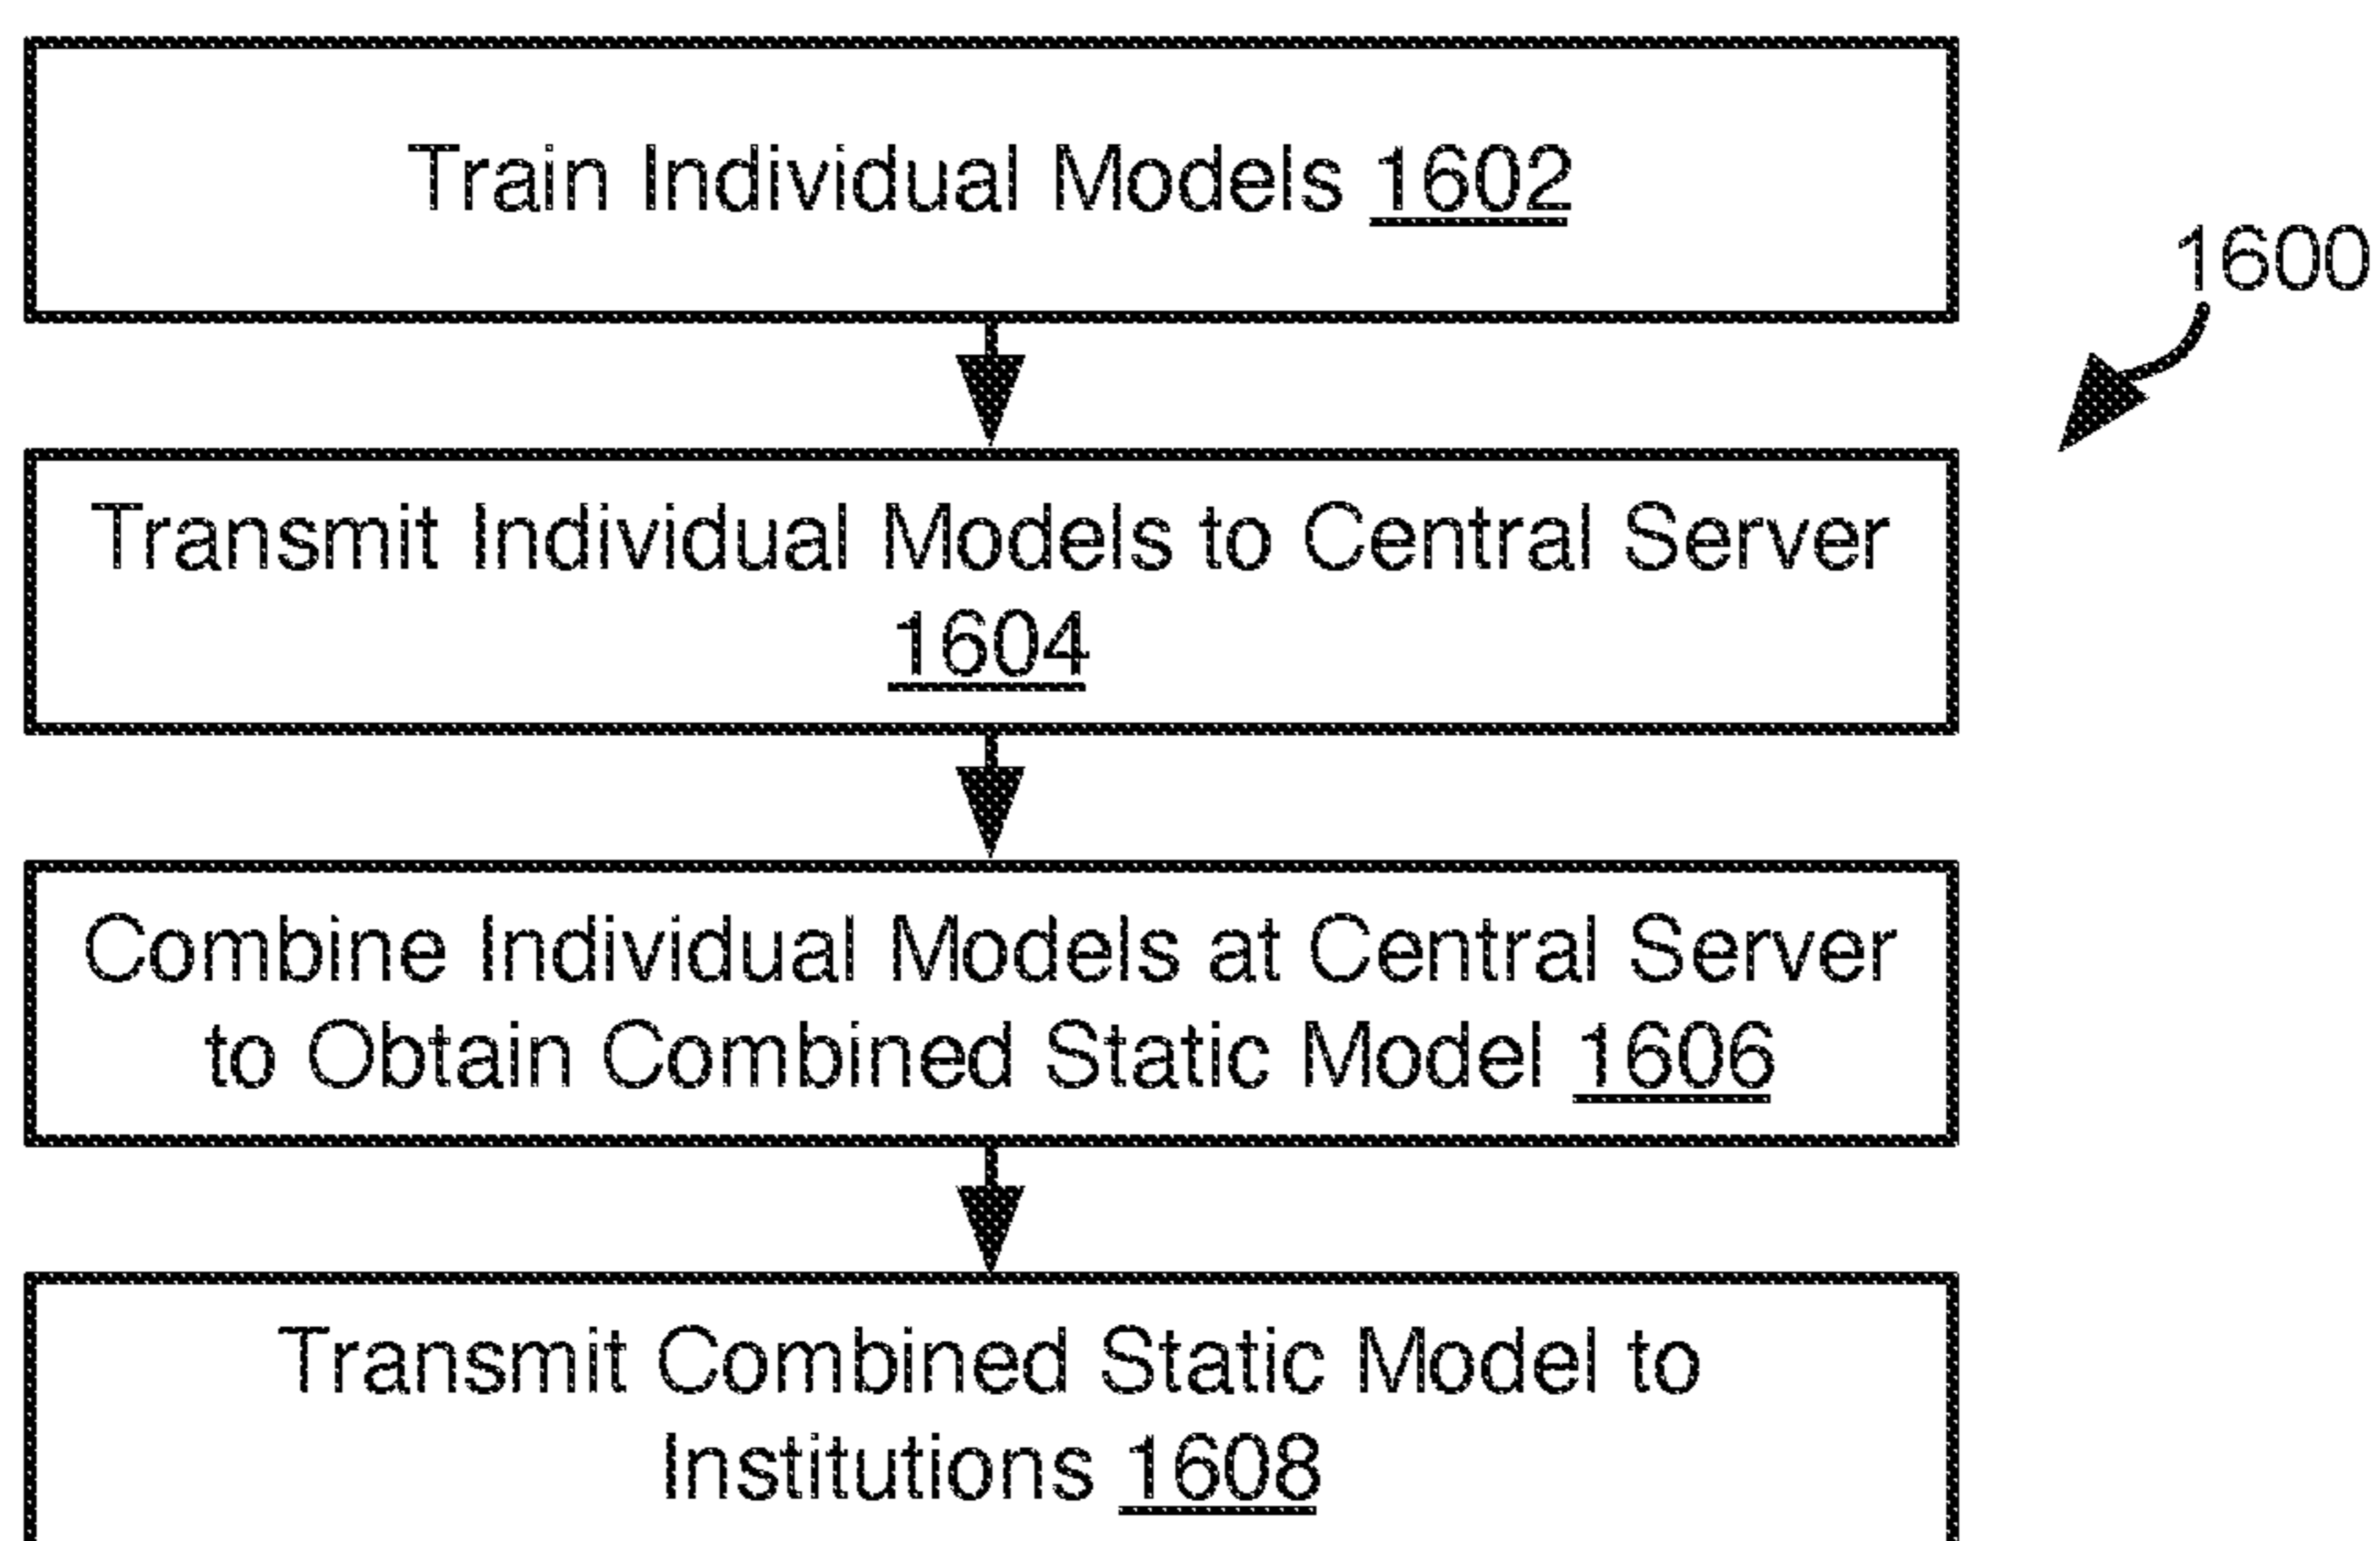 Train Individual Models 1602
1600
Transmit Individual Models to Central Server
1604
Combine Individual Models at Central Server
to Obtain Combined Static Model 1606
Transmit Combined Static Model to
Institutions 1608